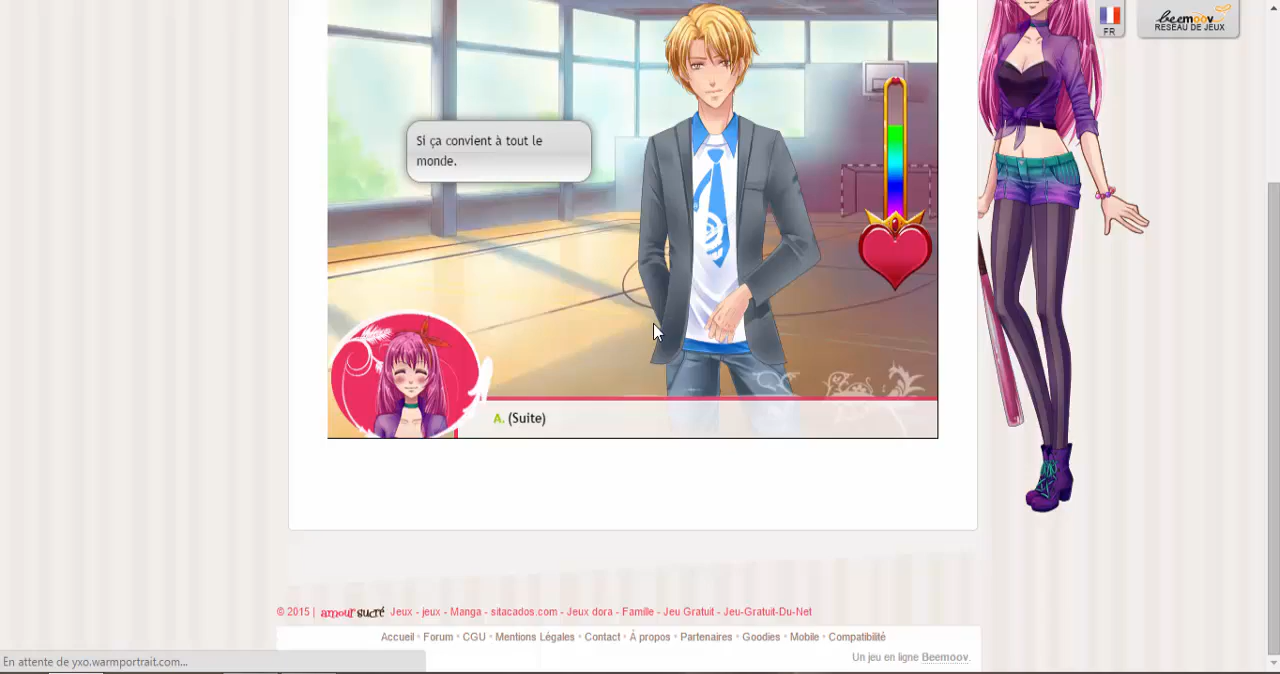 FR
beemoov
RESEAU DE JEUX
Si ça convient à tout le
monde.
A. (Suite)
© 2015 | amour sucré Jeux - jeux - Manga - sitacados.com - Jeux dora - Famille - Jeu Gratuit - Jeu-Gratuit-Du-Net
Accueil • Forum • CGU • Mentions Légales • Contact • À propos • Partenaires • Goodies • Mobile • Compatibilité
Un jeu en ligne Beemoov.
En attente de yxo.warmportrait.com...